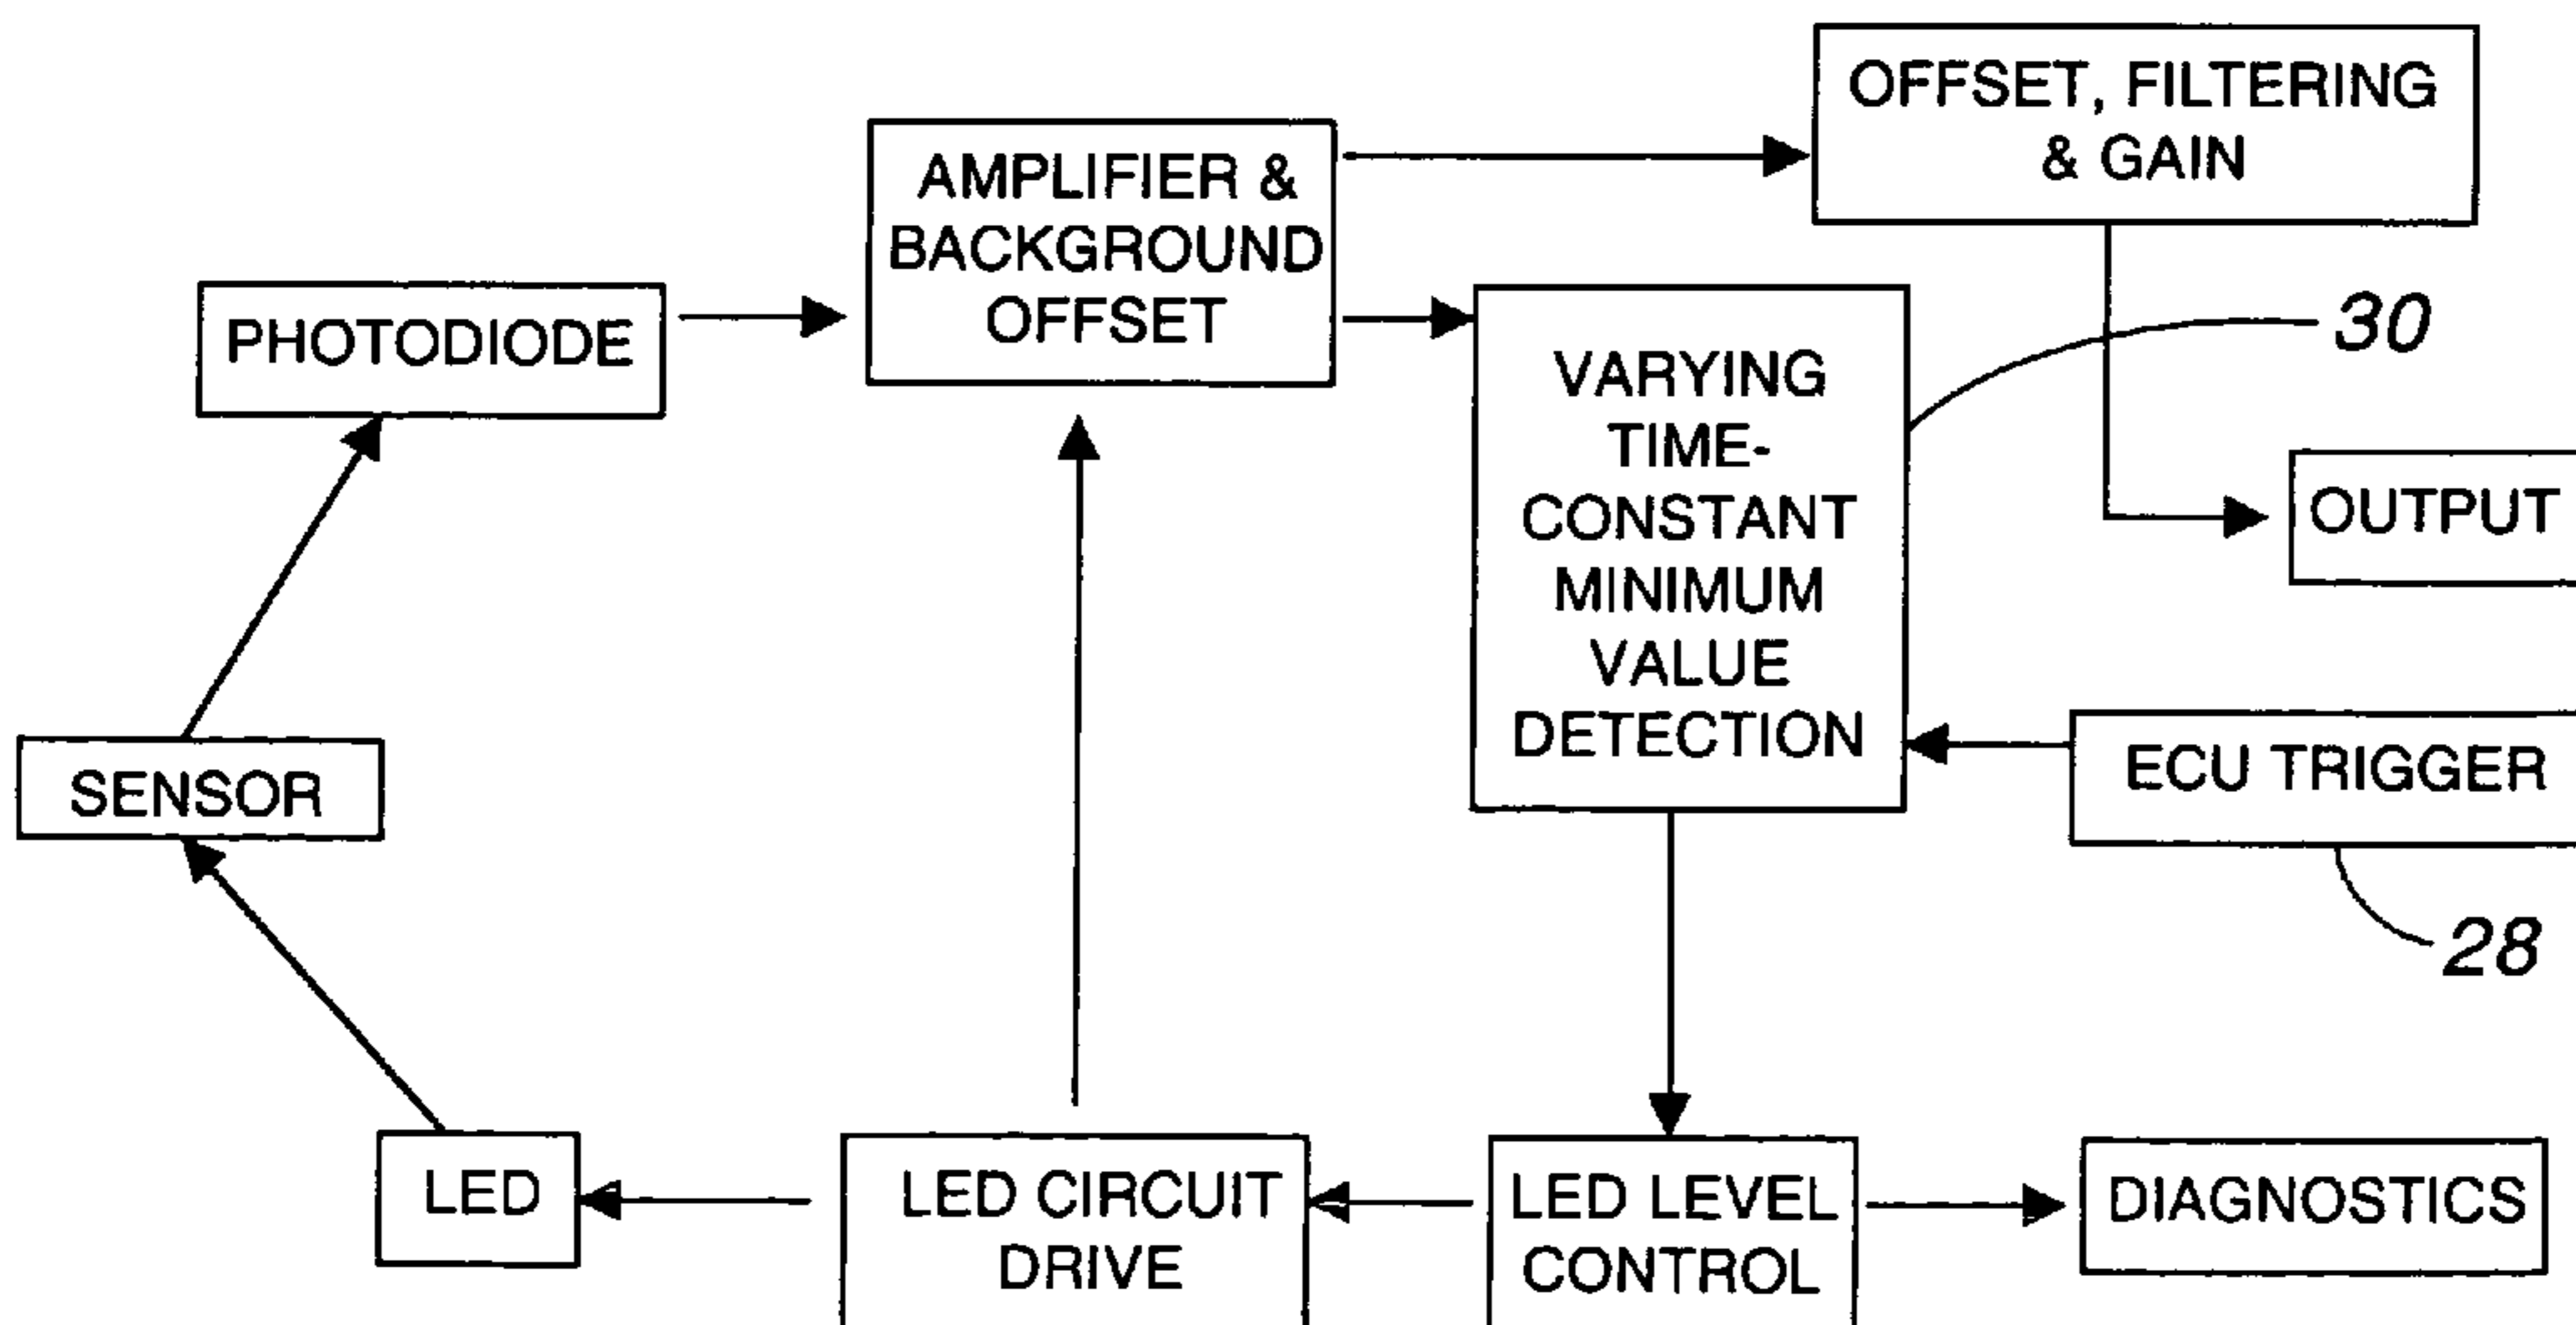 OFFSET, FILTERING
& GAIN
AMPLIFIER &
BACKGROUND
OFFSET
PHOTODIODE
30
VARYING
TIME-
CONSTANT
MINIMUM
VALUE
DETECTION
OUTPUT
SENSOR
ECU TRIGGER
28
LED
LED CIRCUIT
DRIVE
LED LEVEL
CONTROL
DIAGNOSTICS